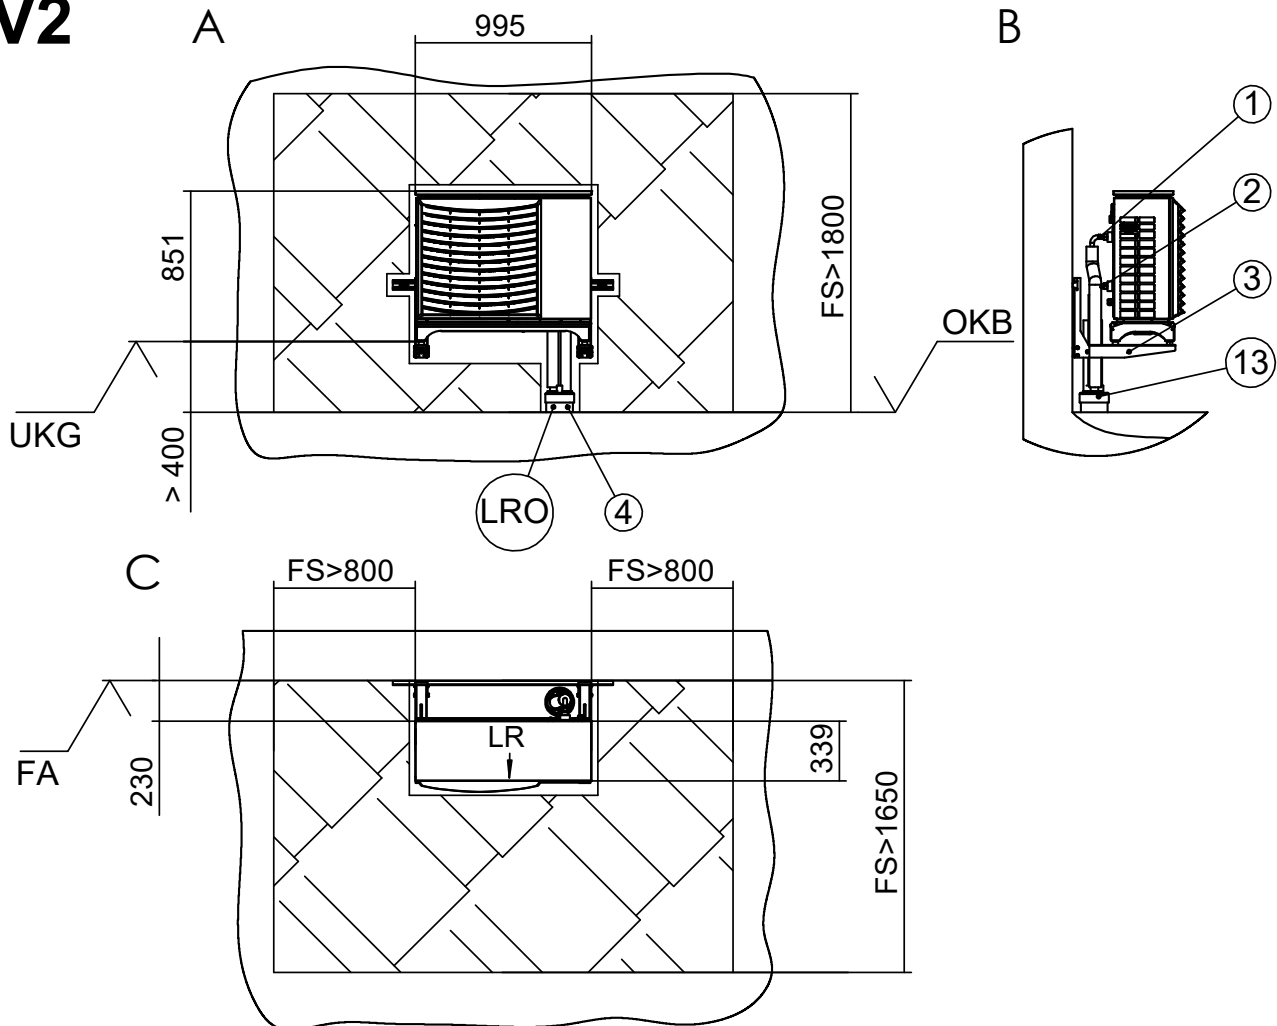 V2
A
995
B
1
2
3
13
851
FS>1800
OKB
UKG
> 400
LRO
4
C
FS>800
FS>800
LR
FA
230
339
FS>1650